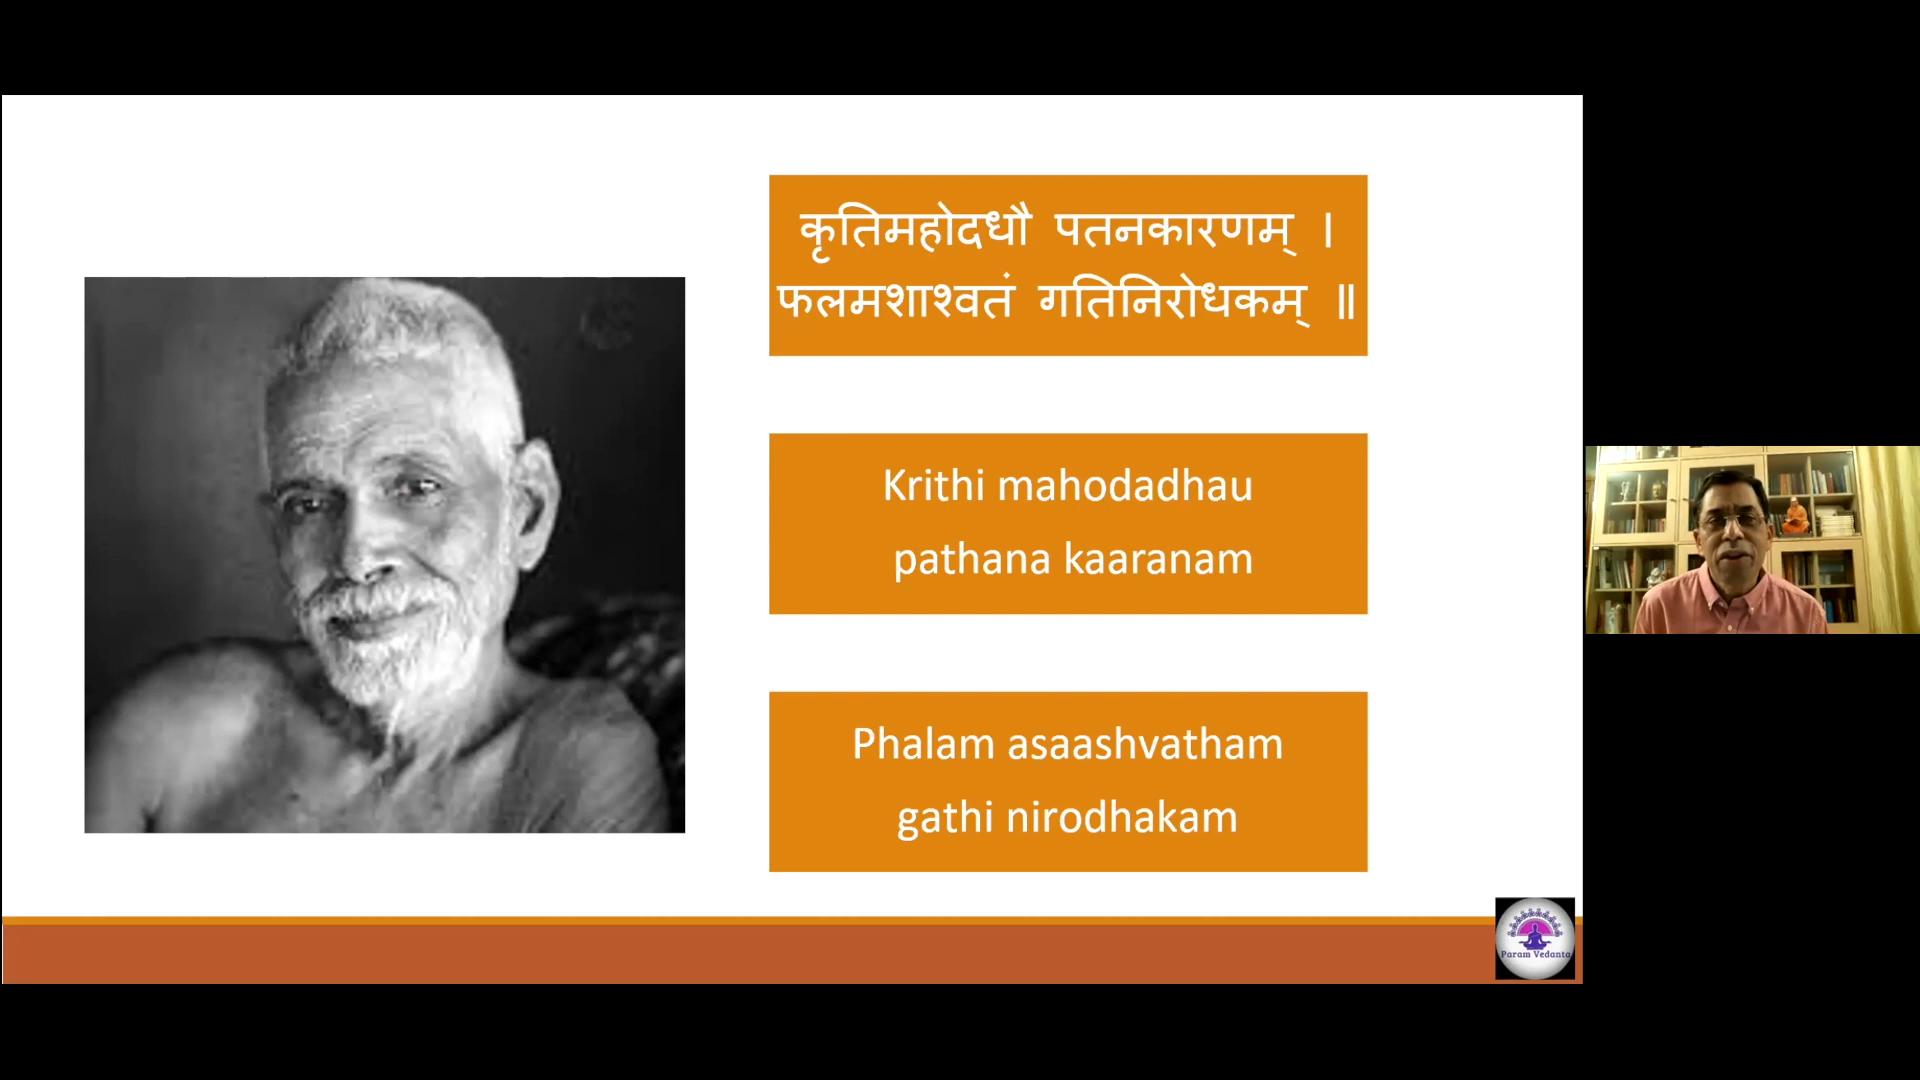 कृतिमहोदधौ पतनकारणम् ।
फलमशाश्वतं गतिनिरोधकम् ॥
Krithi mahodadhau
pathana kaaranam
Phalam asaashvatham
gathi nirodhakam
Param Vedanta